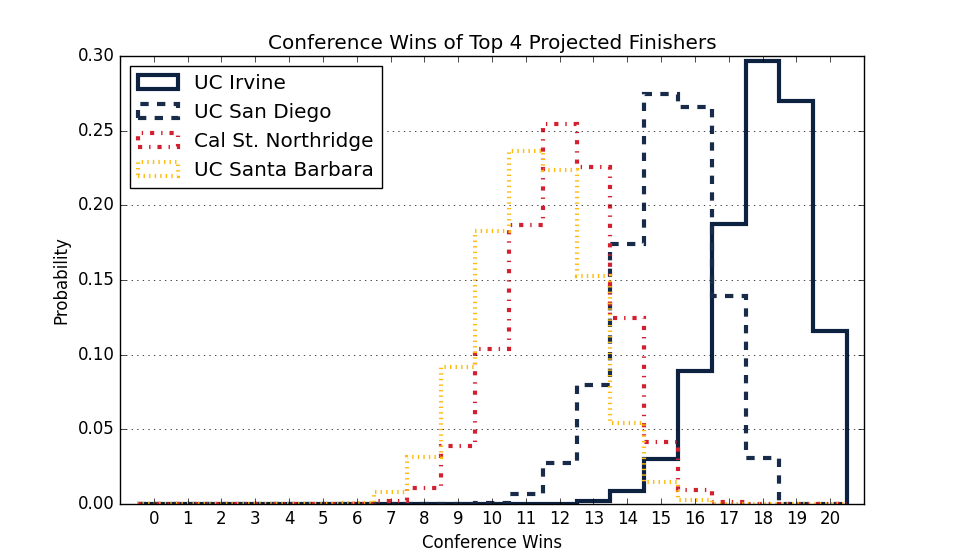 Conference Wins of Top 4 Projected Finishers
0.30
0.25
0.20
0.15
0.10
0.05
0.00
Probability
UC Irvine
UC San Diego
Cal St. Northridge
UC Santa Barbara
0 1 2 3 4 5 6 7 8 9 10 11 12 13 14 15 16 17 18 19 20
Conference Wins